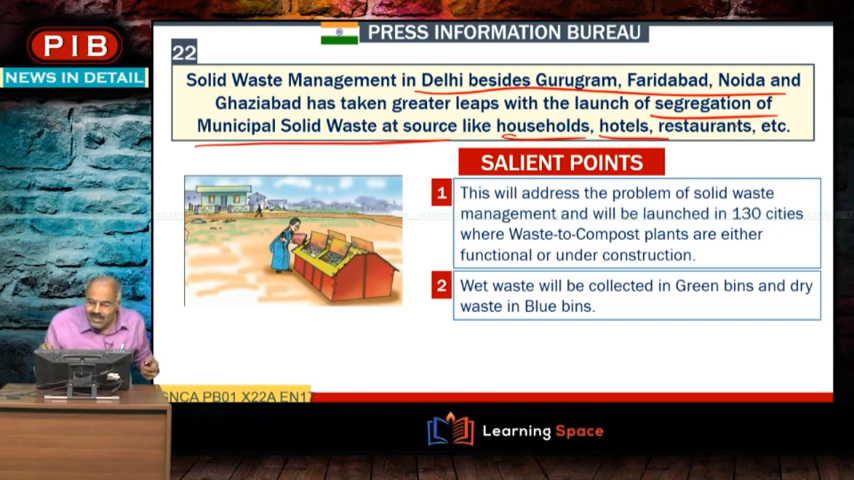 PIB
NEWS IN DETAIL
PRESS INFORMATION BUREAU
22
Solid Waste Management in Delhi besides Gurugram, Faridabad, Noida and
Ghaziabad has taken greater leaps with the launch of segregation of
Municipal Solid Waste at source like households, hotels, restaurants, etc.
SALIENT POINTS
1
This will address the problem of solid waste
management and will be launched in 130 cities
where Waste-to-Compost plants are either
functional or under construction.
2
Wet waste will be collected in Green bins and dry
waste in Blue bins.
PB01 X22A
Learning Space